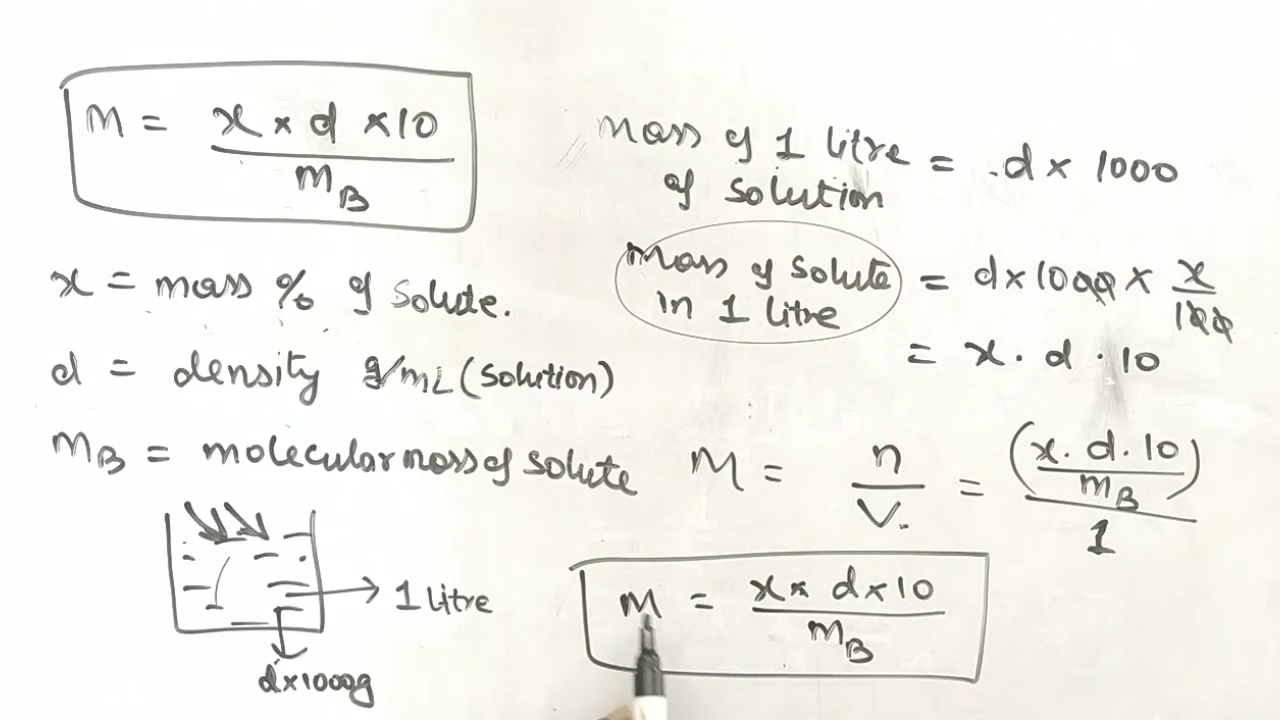 M = x × d × 10 / m_B
x = mass % of solute.
d = density g/mL (solution)
m_B = molecular mass of solute
1 litre
d×1000g
mass of 1 litre of solution = .d × 1000
mass of solute in 1 litre = d × 1000 × x / 100
= x . d . 10
M = n / V. = (x . d . 10 / m_B) / 1
M = x × d × 10 / m_B